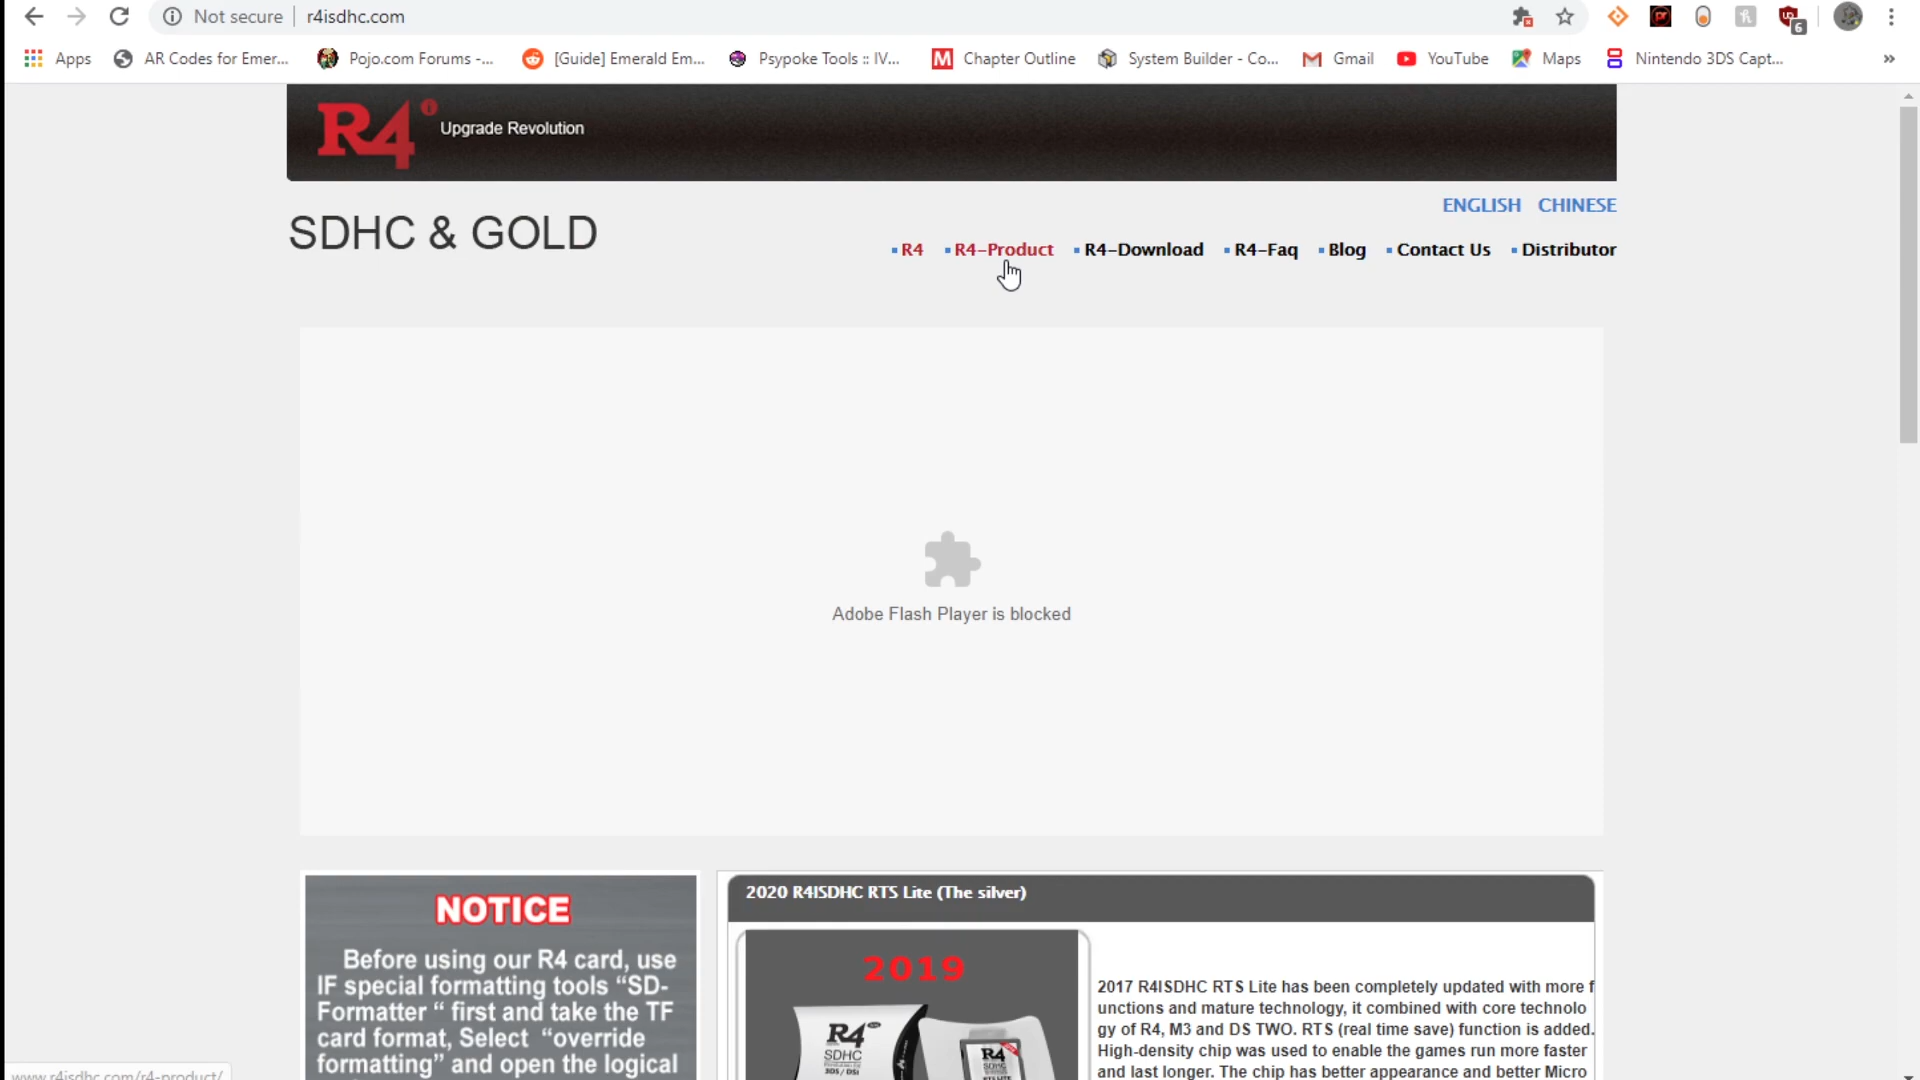 Not secure | r4isdhc.com
6
Apps AR Codes for Emer... Pojo.com Forums -... [Guide] Emerald Em... Psypoke Tools :: IV... M Chapter Outline System Builder - Co... Gmail YouTube Maps Nintendo 3DS Capt... »
R4i Upgrade Revolution
ENGLISH CHINESE
SDHC & GOLD
R4 R4-Product R4-Download R4-Faq Blog Contact Us Distributor
Adobe Flash Player is blocked
NOTICE
Before using our R4 card, use
IF special formatting tools “SD-
Formatter “ first and take the TF
card format, Select “override
formatting” and open the logical
2020 R4ISDHC RTS Lite (The silver)
2019
R4
SDHC
3DS / DSi
R4
SDHC
2017 R4ISDHC RTS Lite has been completely updated with more f
unctions and mature technology, it combined with core technolo
gy of R4, M3 and DS TWO. RTS (real time save) function is added.
High-density chip was used to enable the games run more faster
and last longer. The chip has better appearance and better Micro
www.r4isdhc.com/r4-product/